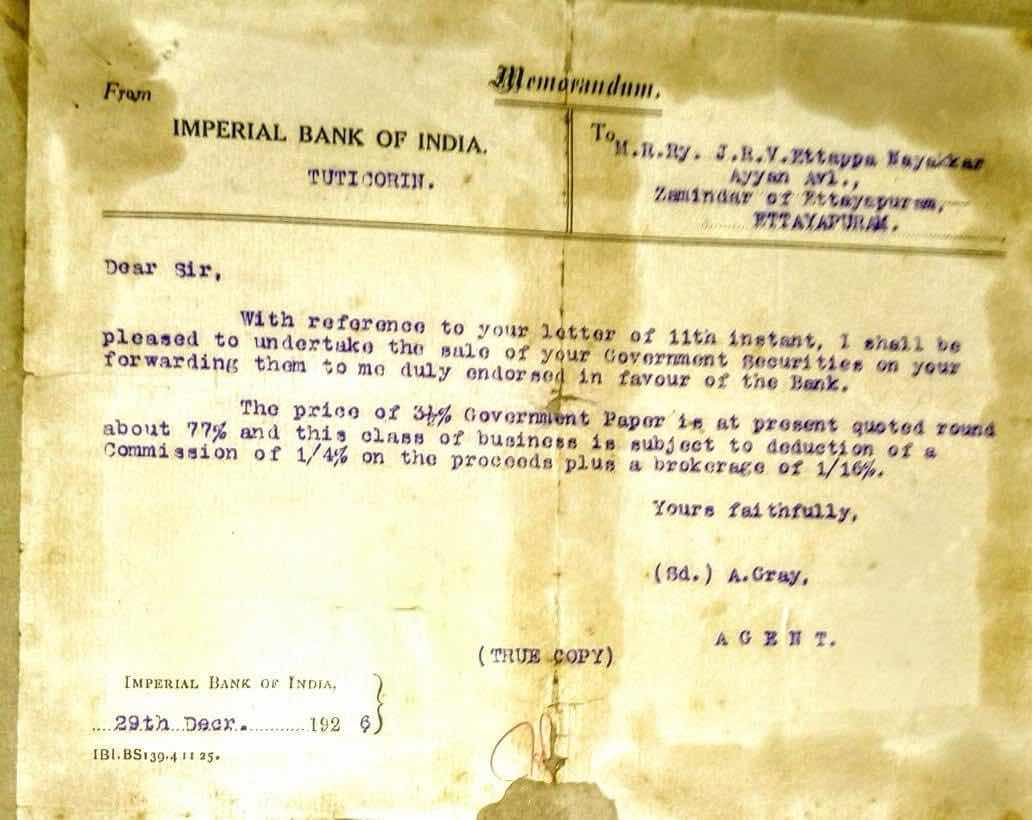 Memorandum.
From
IMPERIAL BANK OF INDIA.
TUTICORIN.
To
M.R.Ry. J.R.V.Ettappa Nayakkar
Ayyan Avl.,
Zamindar of Ettayapuram,
ETTAYAPURAM.
Dear Sir,
With reference to your letter of 11th instant, I shall be
pleased to undertake the sale of your Government Securities on your
forwarding them to me duly endorsed in favour of the Bank.
The price of 3½% Government Paper is at present quoted round
about 77% and this class of business is subject to deduction of a
Commission of 1/4% on the proceeds plus a brokerage of 1/16%.
Yours faithfully,
(Sd.) A.Gray,
A G E N T.
(TRUE COPY)
IMPERIAL BANK OF INDIA,
29th Decr. 192 6
IBI.BS139.4 11 25.